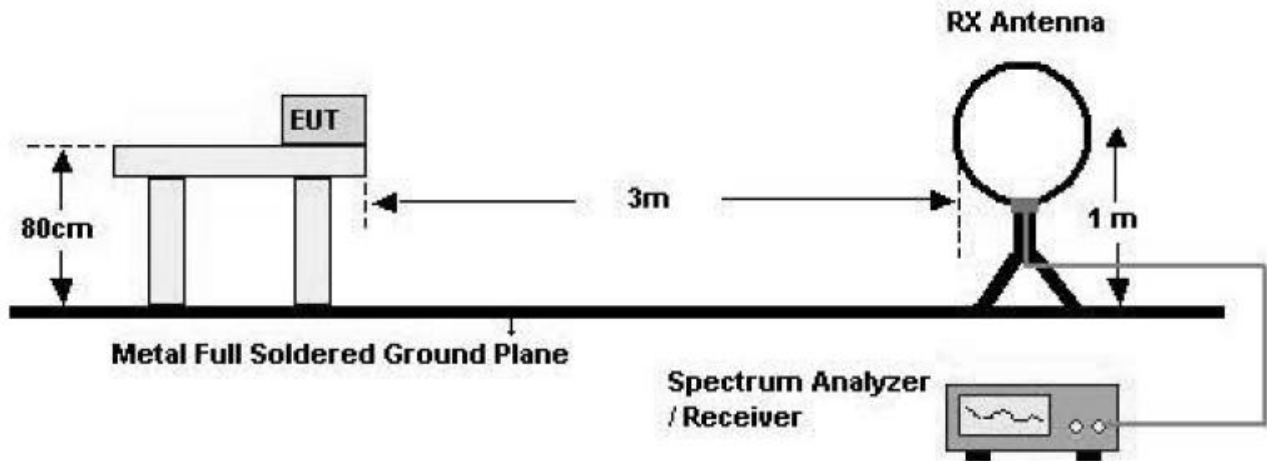 RX Antenna
EUT
80cm
3m
1 m
Metal Full Soldered Ground Plane
Spectrum Analyzer
/ Receiver